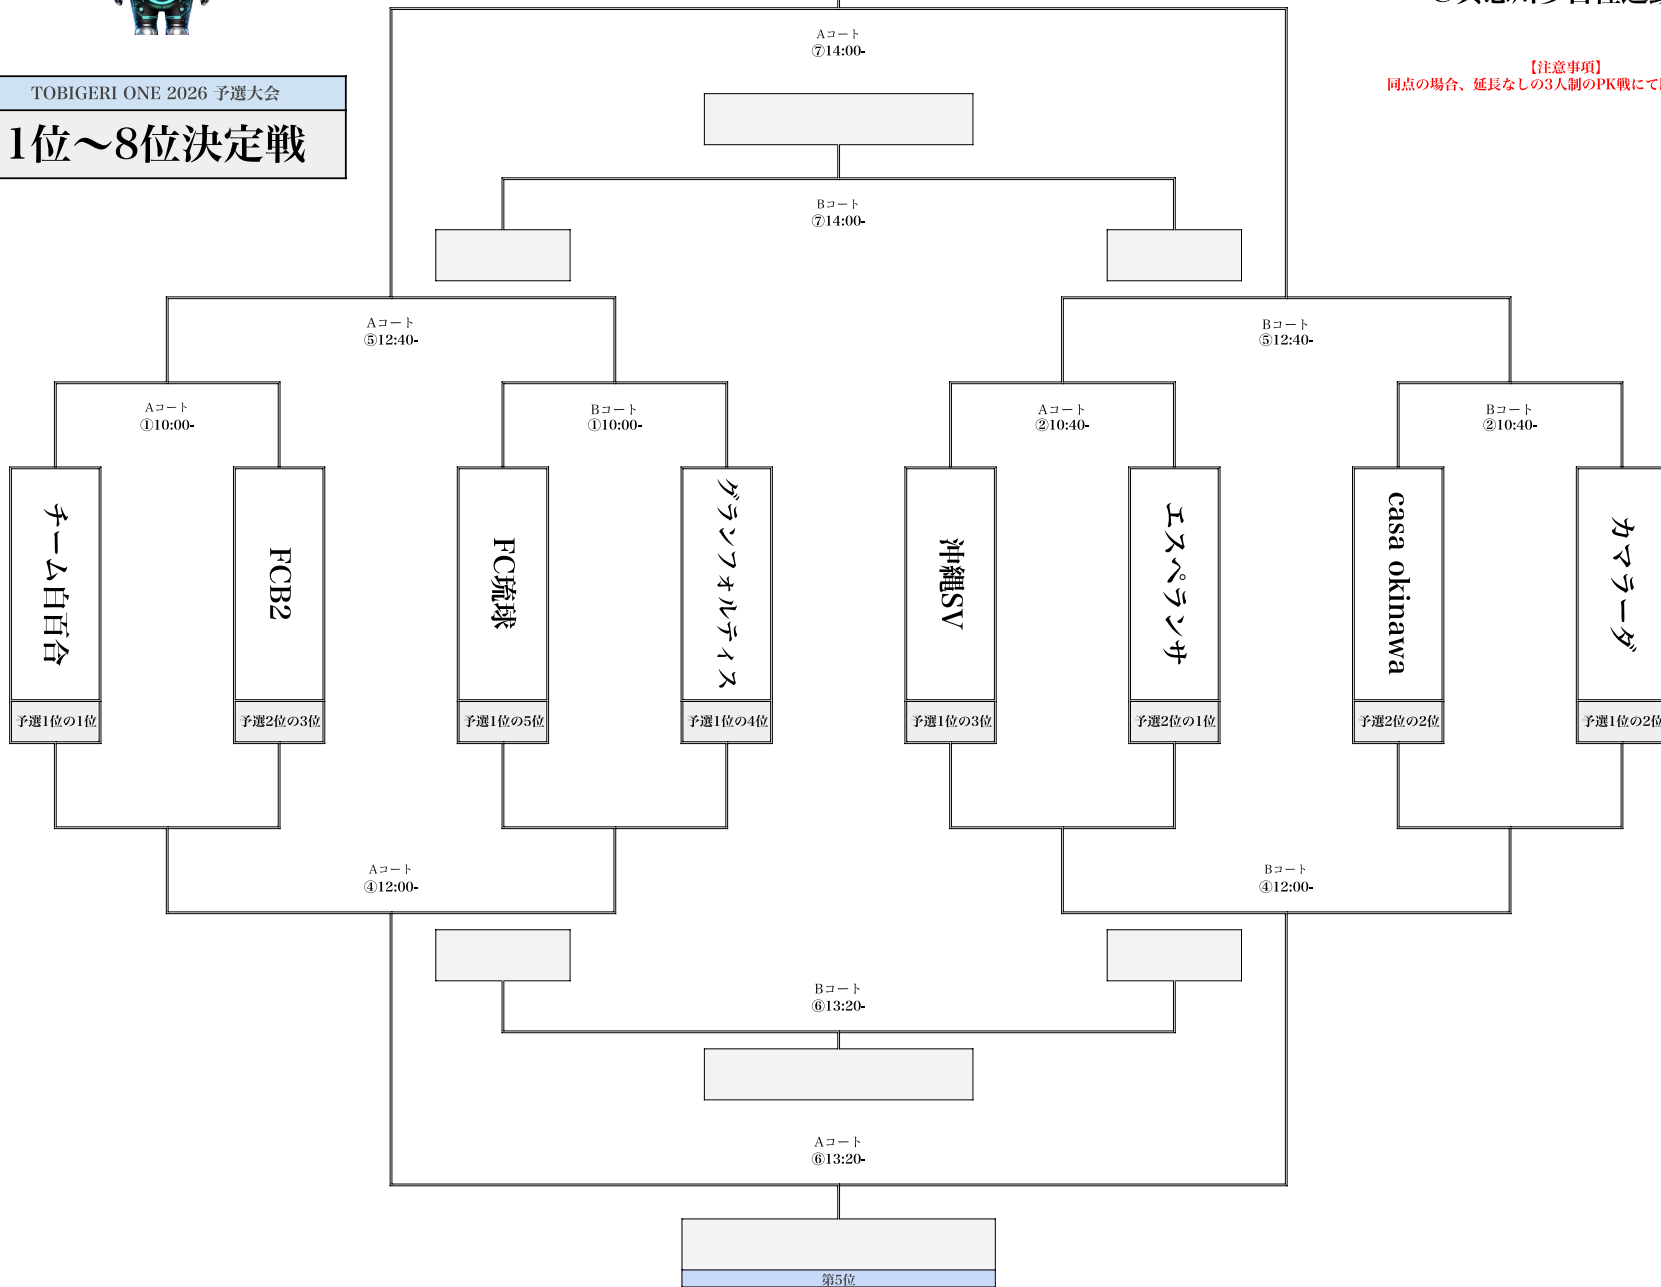 Aコート
⑦14:00-
【注意事項】
同点の場合、延長なしの3人制のPK戦にて
TOBIGERI ONE 2026 予選大会
1位～8位決定戦
Bコート
⑦14:00-
Aコート
⑤12:40-
Bコート
⑤12:40-
Aコート
①10:00-
Bコート
①10:00-
Aコート
②10:40-
Bコート
②10:40-
チーム白百合
FCB2
FC琉球
グランフォルティス
沖縄SV
エスペランサ
casa okinawa
カマラーダ
予選1位の1位
予選2位の3位
予選1位の5位
予選1位の4位
予選1位の3位
予選2位の1位
予選2位の2位
予選1位の2位
Aコート
④12:00-
Bコート
④12:00-
Bコート
⑥13:20-
Aコート
⑥13:20-
第5位